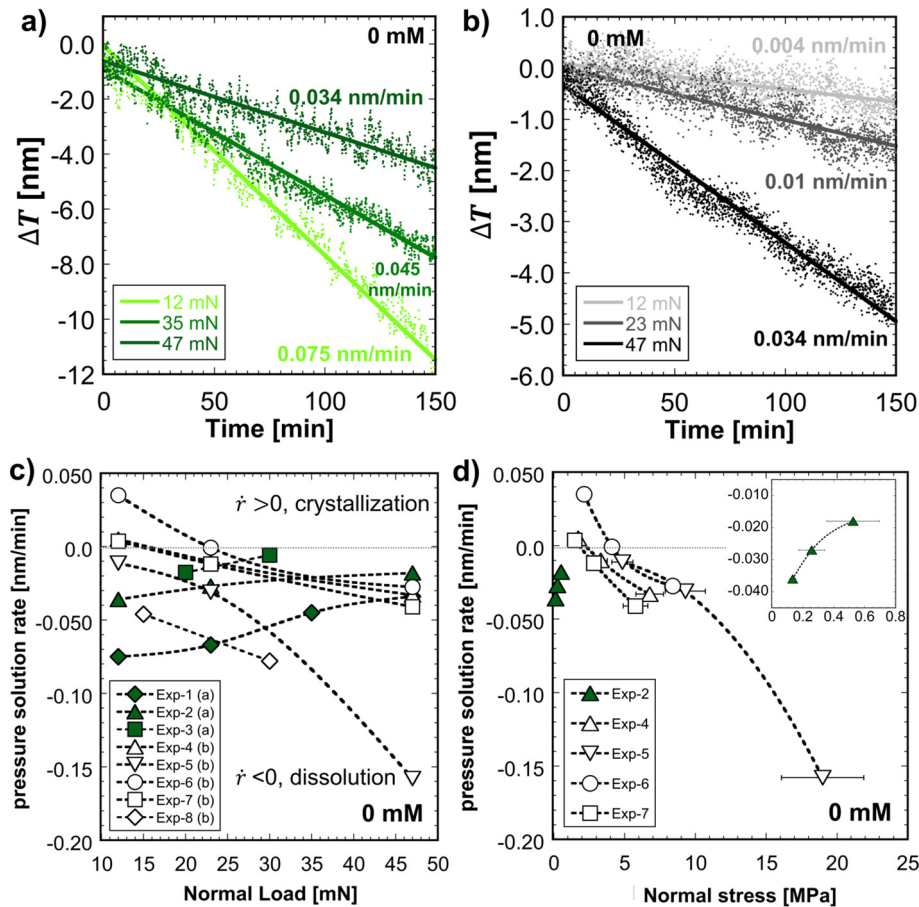 a)
0 mM
0.0
-2.0
-4.0
-6.0
-8.0
-10
-12
ΔT [nm]
0.034 nm/min
0.045
nm/min
0.075 nm/min
12 mN
35 mN
47 mN
0
50
100
150
Time [min]
b)
0 mM
1.0
0.0
-1.0
-2.0
-3.0
-4.0
-5.0
-6.0
ΔT [nm]
0.004 nm/min
0.01 nm/min
0.034 nm/min
12 mN
23 mN
47 mN
0
50
100
150
Time [min]
c)
0.050
0.0
-0.050
-0.10
-0.15
-0.20
pressure solution rate [nm/min]
ṙ >0, crystallization
ṙ <0, dissolution
0 mM
Exp-1 (a)
Exp-2 (a)
Exp-3 (a)
Exp-4 (b)
Exp-5 (b)
Exp-6 (b)
Exp-7 (b)
Exp-8 (b)
10 15 20 25 30 35 40 45 50
Normal Load [mN]
d)
0.050
0.0
-0.050
-0.10
-0.15
-0.20
pressure solution rate [nm/min]
-0.010
-0.020
-0.030
-0.040
0 0.2 0.4 0.6 0.8
Exp-2
Exp-4
Exp-5
Exp-6
Exp-7
0 mM
0 5 10 15 20 25
Normal stress [MPa]